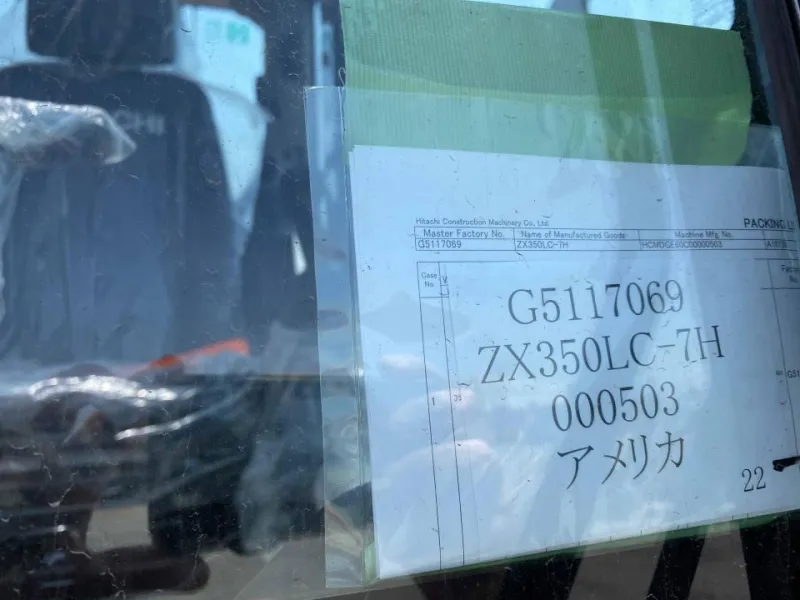 Hitachi Construction Machinery Co., Ltd.
PACKING LI
Master Factory No. Name of Manufactured Goods Machine Mfg. No.
G5117069 ZX350LC-7H
Case No.
G5117069
ZX350LC-7H
000503
アメリカ
22